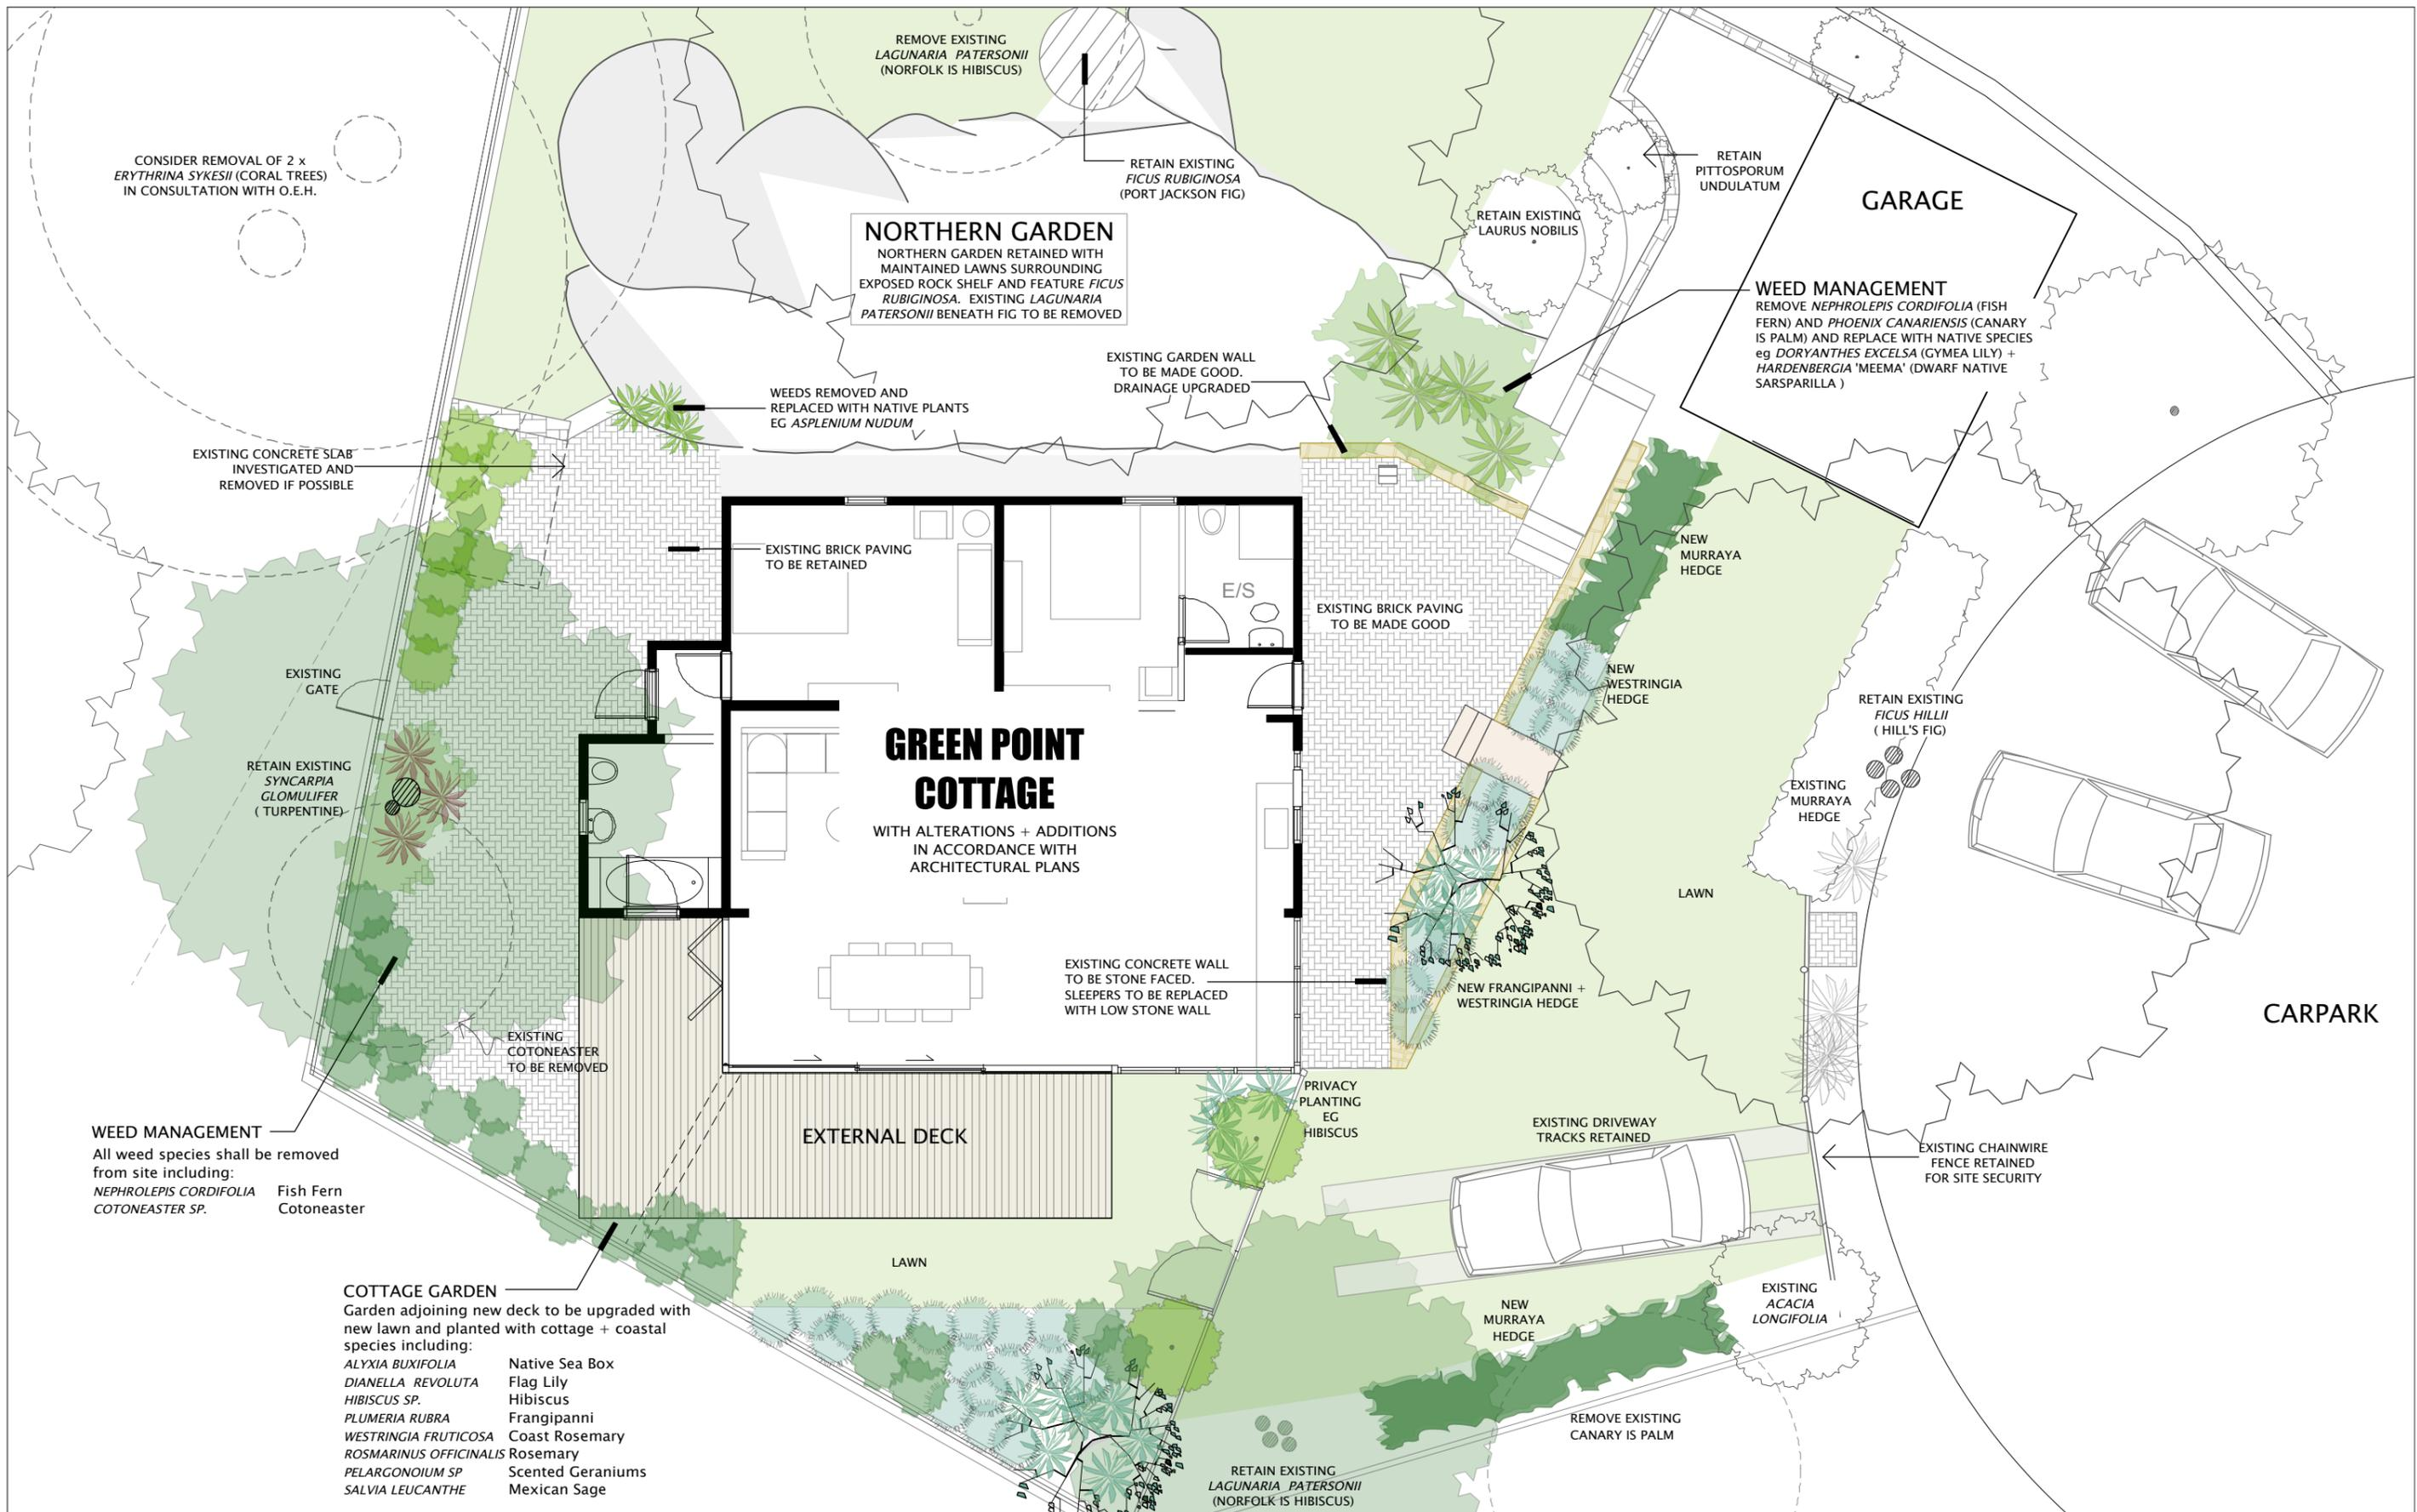 REMOVE EXISTING
LAGUNARIA PATERSONII
(NORFOLK IS HIBISCUS)
CONSIDER REMOVAL OF 2 x
ERYTHRINA SYKESII (CORAL TREES)
IN CONSULTATION WITH O.E.H.
RETAIN EXISTING
FICUS RUBIGINOSA
(PORT JACKSON FIG)
RETAIN
PITTOSPORUM
UNDULATUM
GARAGE
RETAIN EXISTING
LAURUS NOBILIS
NORTHERN GARDEN
NORTHERN GARDEN RETAINED WITH
MAINTAINED LAWNS SURROUNDING
EXPOSED ROCK SHELF AND FEATURE FICUS
RUBIGINOSA. EXISTING LAGUNARIA
PATERSONII BENEATH FIG TO BE REMOVED
WEED MANAGEMENT
REMOVE NEPHROLEPIS CORDIFOLIA (FISH
FERN) AND PHOENIX CANARIENSIS (CANARY
IS PALM) AND REPLACE WITH NATIVE SPECIES
eg DORYANTHES EXCELSA (GYMEA LILY) +
HARDENBERGIA 'MEEMA' (DWARF NATIVE
SARSPARILLA )
EXISTING GARDEN WALL
TO BE MADE GOOD.
DRAINAGE UPGRADED
WEEDS REMOVED AND
REPLACED WITH NATIVE PLANTS
EG ASPLENIUM NUDUM
EXISTING CONCRETE SLAB
INVESTIGATED AND
REMOVED IF POSSIBLE
EXISTING BRICK PAVING
TO BE RETAINED
NEW
MURRAYA
HEDGE
E/S
EXISTING BRICK PAVING
TO BE MADE GOOD
EXISTING
GATE
NEW
WESTRINGIA
HEDGE
RETAIN EXISTING
FICUS HILLII
( HILL'S FIG)
GREEN POINT
COTTAGE
WITH ALTERATIONS + ADDITIONS
IN ACCORDANCE WITH
ARCHITECTURAL PLANS
RETAIN EXISTING
SYNCARPIA
GLOMULIFER
( TURPENTINE)
EXISTING
MURRAYA
HEDGE
LAWN
EXISTING CONCRETE WALL
TO BE STONE FACED.
SLEEPERS TO BE REPLACED
WITH LOW STONE WALL
NEW FRANGIPANNI +
WESTRINGIA HEDGE
CARPARK
EXISTING
COTONEASTER
TO BE REMOVED
PRIVACY
PLANTING
EG
HIBISCUS
EXTERNAL DECK
EXISTING DRIVEWAY
TRACKS RETAINED
EXISTING CHAINWIRE
FENCE RETAINED
FOR SITE SECURITY
WEED MANAGEMENT
All weed species shall be removed
from site including:
NEPHROLEPIS CORDIFOLIA Fish Fern
COTONEASTER SP. Cotoneaster
LAWN
COTTAGE GARDEN
Garden adjoining new deck to be upgraded with
new lawn and planted with cottage + coastal
species including:
ALYXIA BUXIFOLIA Native Sea Box
DIANELLA REVOLUTA Flag Lily
HIBISCUS SP. Hibiscus
PLUMERIA RUBRA Frangipanni
WESTRINGIA FRUTICOSA Coast Rosemary
ROSMARINUS OFFICINALIS Rosemary
PELARGONOIUM SP Scented Geraniums
SALVIA LEUCANTHE Mexican Sage
NEW
MURRAYA
HEDGE
EXISTING
ACACIA
LONGIFOLIA
REMOVE EXISTING
CANARY IS PALM
RETAIN EXISTING
LAGUNARIA PATERSONII
(NORFOLK IS HIBISCUS)